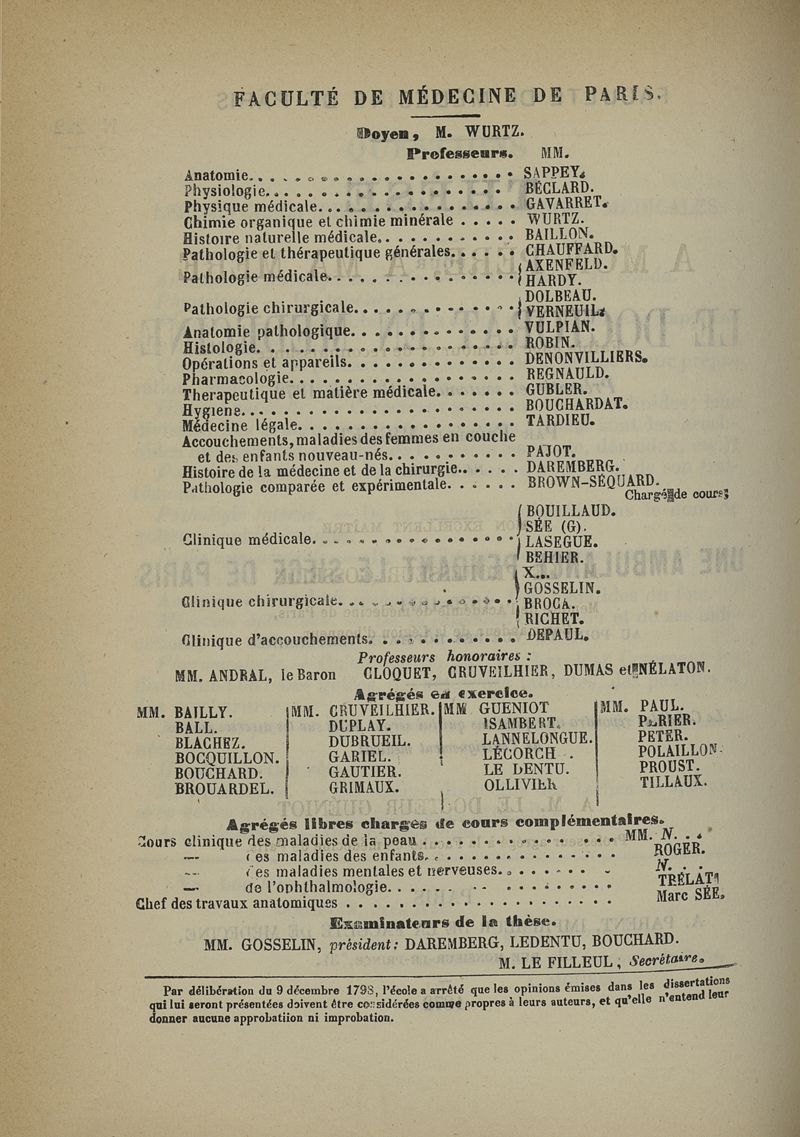 FACULTÉ DE MÉDECINE DE PARIS.
Doyen, M. WURTZ.
Professeurs. MM.
Anatomie. . . . . . . . . . . . . . . . . . . . SAPPEY.
Physiologie. . . . . . . . . . . . . . . . . . . BÉCLARD.
Physique médicale. . . . . . . . . . . . . . . . GAVARRET.
Chimie organique et chimie minérale . . . . . WURTZ.
Histoire naturelle médicale. . . . . . . . . . . BAILLON.
Pathologie et thérapeutique générales. . . . . . CHAUFFARD.
AXENFELD.
Pathologie médicale. . . . . . . . . . . . . . . HARDY.
DOLBEAU.
Pathologie chirurgicale. . . . . . . . . . . . . VERNEUIL.
Anatomie pathologique. . . . . . . . . . . . . . VULPIAN.
Histologie. . . . . . . . . . . . . . . . . . . . ROBIN.
Opérations et appareils. . . . . . . . . . . . . DENONVILLIERS.
Pharmacologie. . . . . . . . . . . . . . . . . . REGNAULD.
Therapeutique et matière médicale. . . . . . . GUBLER.
Hygiene. . . . . . . . . . . . . . . . . . . . . BOUCHARDAT.
Médecine légale. . . . . . . . . . . . . . . . . TARDIEU.
Accouchements, maladies des femmes en couche
et des enfants nouveau-nés. . . . . . . . . . . PAJOT.
Histoire de la médecine et de la chirurgie. . . . . . DAREMBERG.
Pathologie comparée et expérimentale. . . . . . BROWN-SÉQUARD.
Chargé de cours;
BOUILLAUD.
SÉE (G).
Clinique médicale. . . . . . . . . . . . . . . . LASEGUE.
BEHIER.
X...
GOSSELIN.
Clinique chirurgicale. . . . . . . . . . . . . . BROCA.
RICHET.
Clinique d'accouchements. . . . . . . . . . . . DEPAUL.
Professeurs honoraires :
MM. ANDRAL, le Baron CLOQUET, CRUVEILHIER, DUMAS et NÉLATON.
Agrégés en exercice.
MM. BAILLY. MM. CRUVEILHIER. MM GUENIOT MM. PAUL.
BALL. DUPLAY. ISAMBERT. PERIER.
BLACHEZ. DUBRUEIL. LANNELONGUE. PETER.
BOCQUILLON. GARIEL. LÉCORCH . POLAILLON.
BOUCHARD. GAUTIER. LE DENTU. PROUST.
BROUARDEL. GRIMAUX. OLLIVIER TILLAUX.
Agrégés libres charges de cours complémentaires.
Cours clinique des maladies de la peau . . . . . . . . . . . . . . . MM. N. . .
— des maladies des enfants. . . . . . . . . . . . . . . ROGER.
— des maladies mentales et nerveuses. . . . . . . . . N. . .
— de l'ophthalmologie. . . . . . . . . . . . . . . . . TRÉLAT
Chef des travaux anatomiques . . . . . . . . . . . . . . . . . . . . Marc SÉE.
Examinateurs de la thèse.
MM. GOSSELIN, président: DAREMBERG, LEDENTU, BOUCHARD.
M. LE FILLEUL, Secrétaire.
Par délibération du 9 décembre 1798, l'école a arrêté que les opinions émises dans les dissertations
qui lui seront présentées doivent être considérées comme propres à leurs auteurs, et qu'elle n'entend leur
donner aucune approbatiion ni improbation.